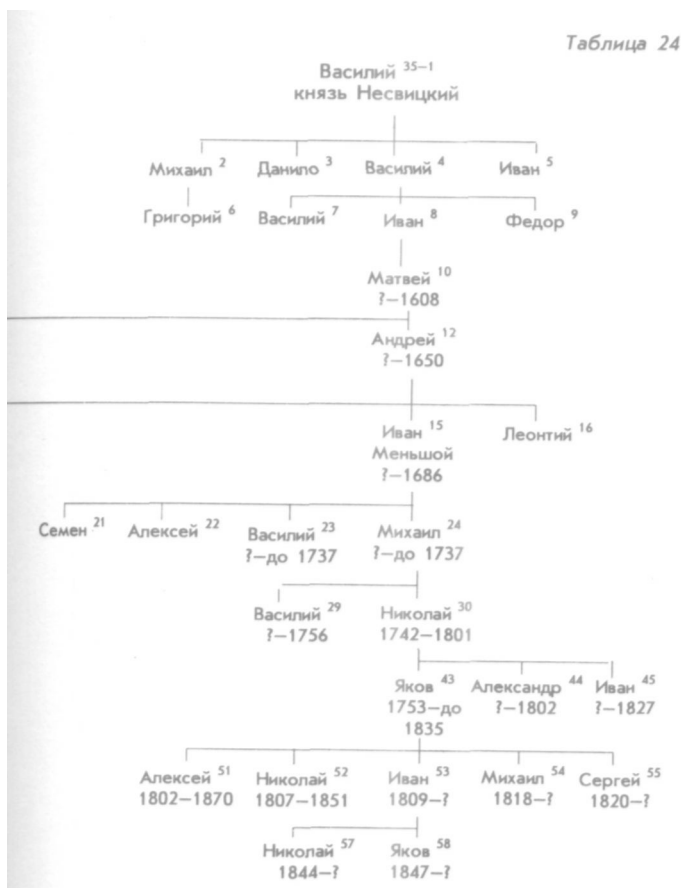 Таблица 24
Василий 35-1
князь Несвицкий
Михаил 2 Данило 3 Василий 4 Иван 5
Григорий 6 Василий 7 Иван 8 Федор 9
Матвей 10
?—1608
Андрей 12
?—1650
Иван 15 Леонтий 16
Меньшой
?—1686
Семен 21 Алексей 22 Василий 23 Михаил 24
?—до 1737 ?—до 1737
Василий 29 Николай 30
?—1756 1742—1801
Яков 43 Александр 44 Иван 45
1753—до ?—1802 ?—1827
1835
Алексей 51 Николай 52 Иван 53 Михаил 54 Сергей 55
1802—1870 1807—1851 1809—? 1818—? 1820—?
Николай 57 Яков 58
1844—? 1847—?